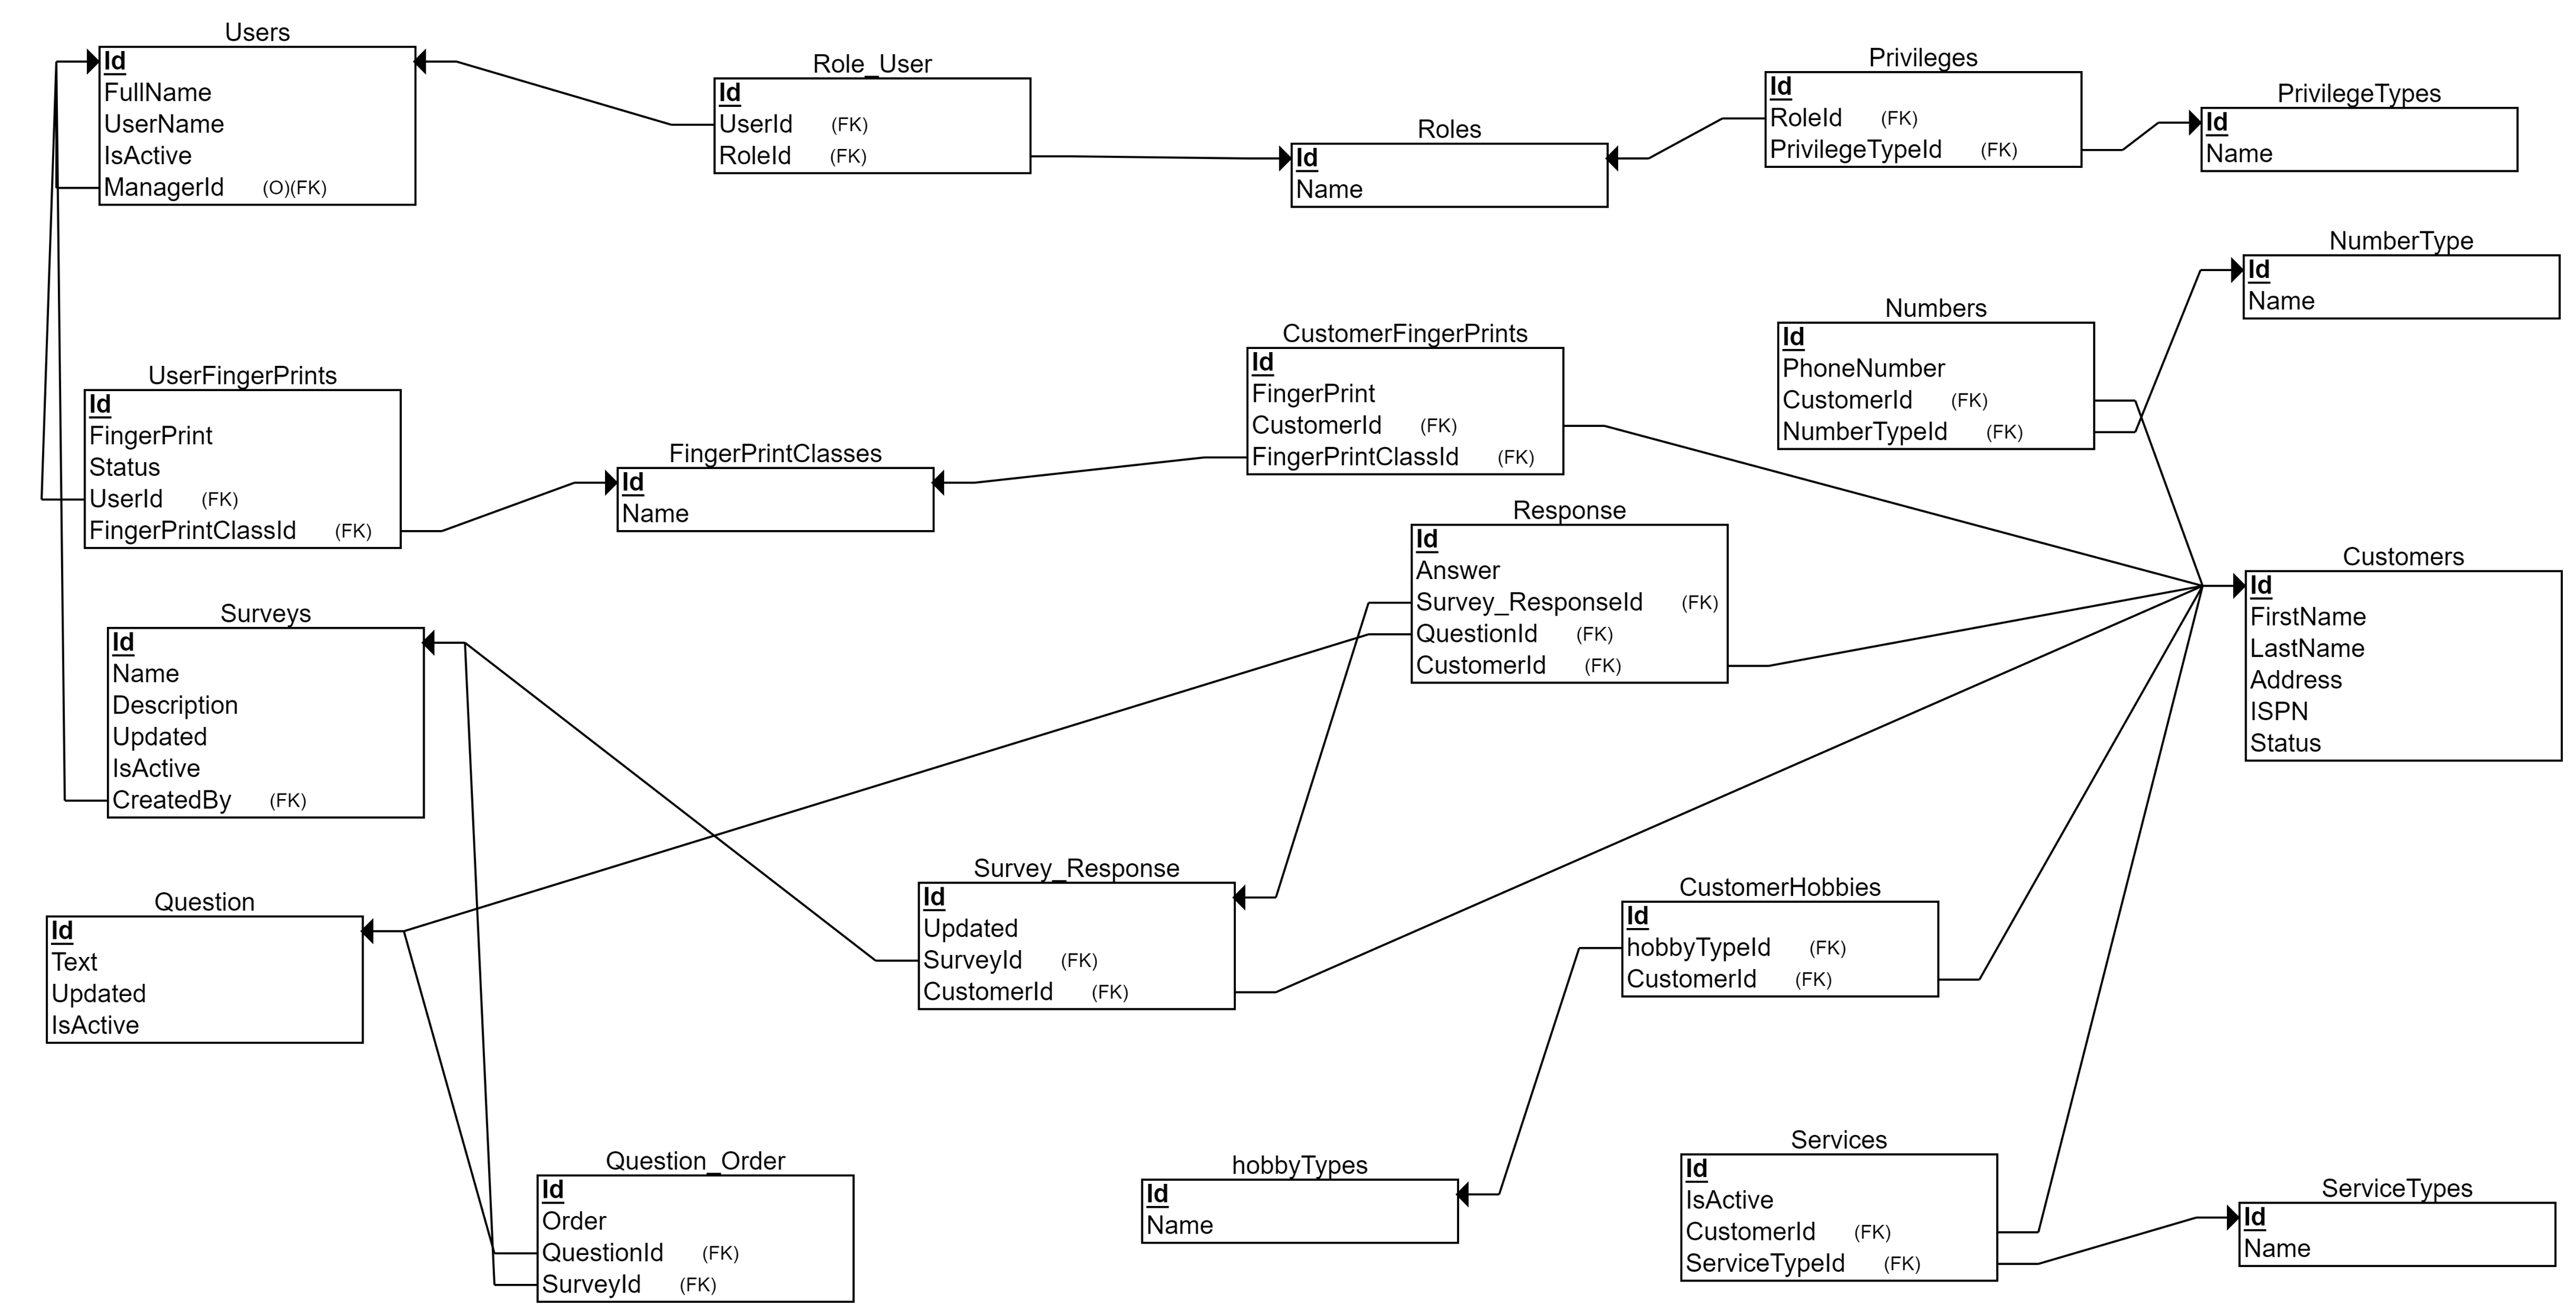 Users
Id
FullName
UserName
IsActive
ManagerId (O)(FK)
Role_User
Id
UserId (FK)
RoleId (FK)
Roles
Id
Name
Privileges
Id
RoleId (FK)
PrivilegeTypeId (FK)
PrivilegeTypes
Id
Name
NumberType
Id
Name
Numbers
Id
PhoneNumber
CustomerId (FK)
NumberTypeId (FK)
CustomerFingerPrints
Id
FingerPrint
CustomerId (FK)
FingerPrintClassId (FK)
UserFingerPrints
Id
FingerPrint
Status
UserId (FK)
FingerPrintClassId (FK)
FingerPrintClasses
Id
Name
Response
Id
Answer
Survey_ResponseId (FK)
QuestionId (FK)
CustomerId (FK)
Customers
Id
FirstName
LastName
Address
ISPN
Status
Surveys
Id
Name
Description
Updated
IsActive
CreatedBy (FK)
Survey_Response
Id
Updated
SurveyId (FK)
CustomerId (FK)
CustomerHobbies
Id
hobbyTypeId (FK)
CustomerId (FK)
Question
Id
Text
Updated
IsActive
Question_Order
Id
Order
QuestionId (FK)
SurveyId (FK)
hobbyTypes
Id
Name
Services
Id
IsActive
CustomerId (FK)
ServiceTypeId (FK)
ServiceTypes
Id
Name